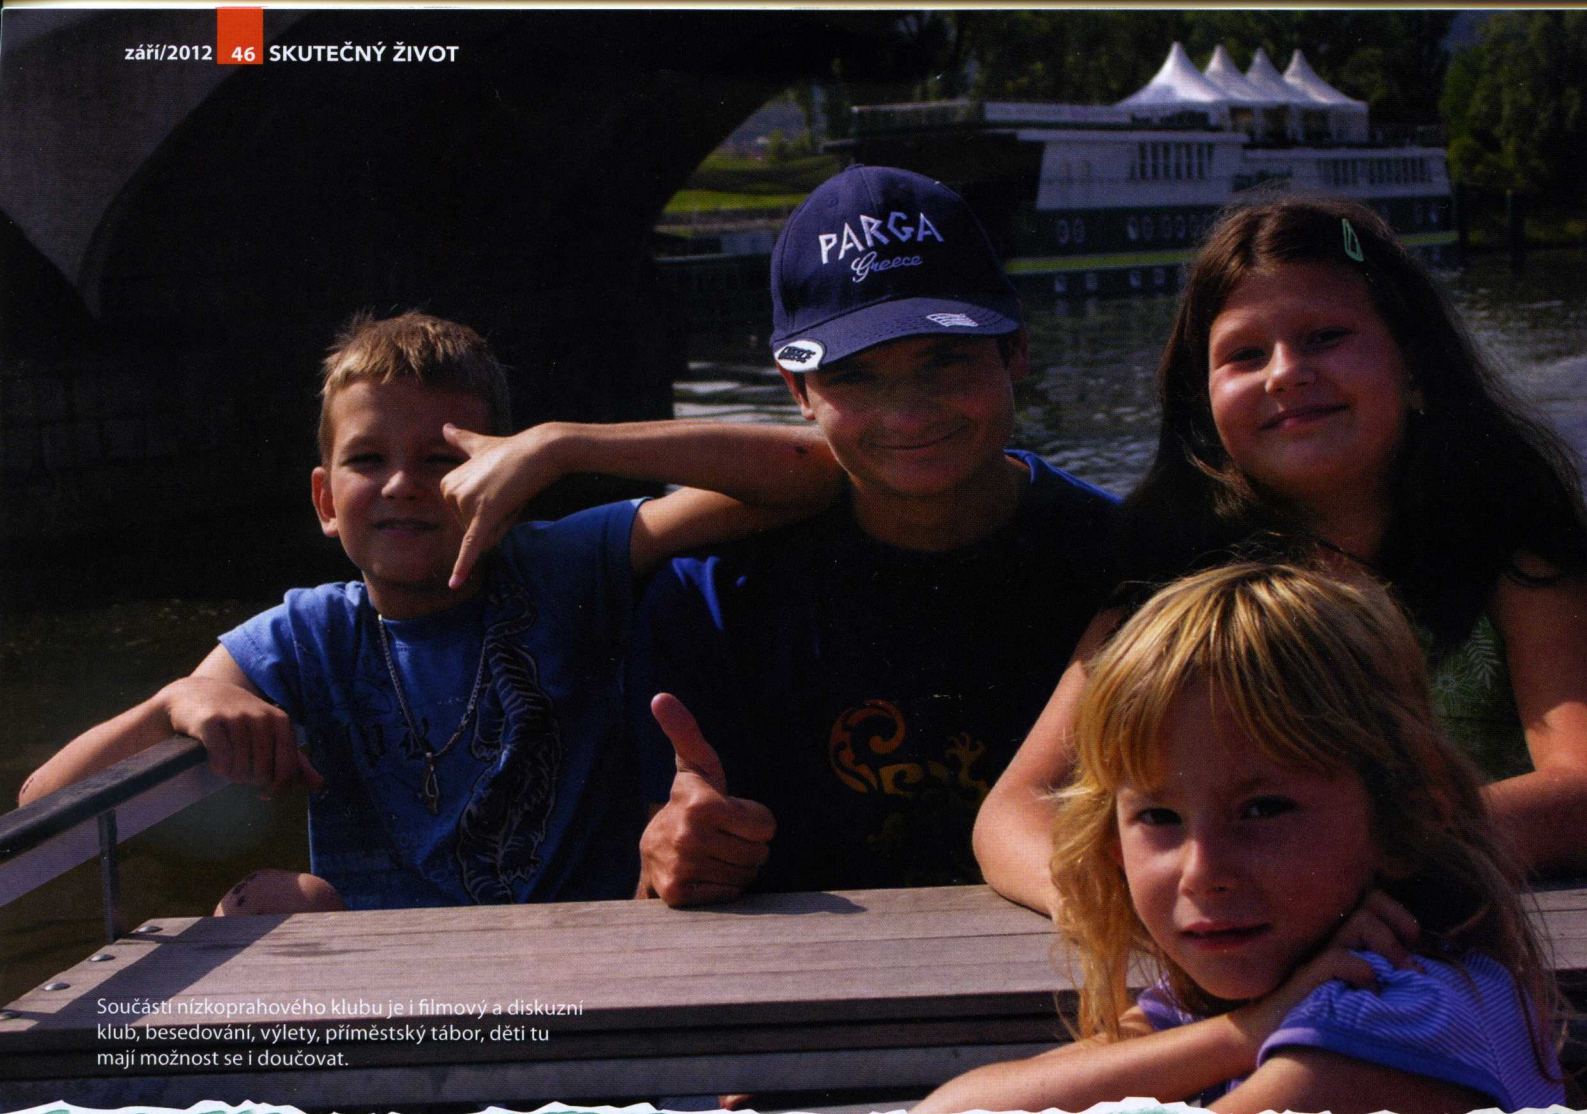 září/2012 46 SKUTEČNÝ ŽIVOT
PARGA
Greece
Součástí nízkoprahového klubu je i filmový a diskuzní
klub, besedování, výlety, příměstský tábor, děti tu
mají možnost se i doučovat.